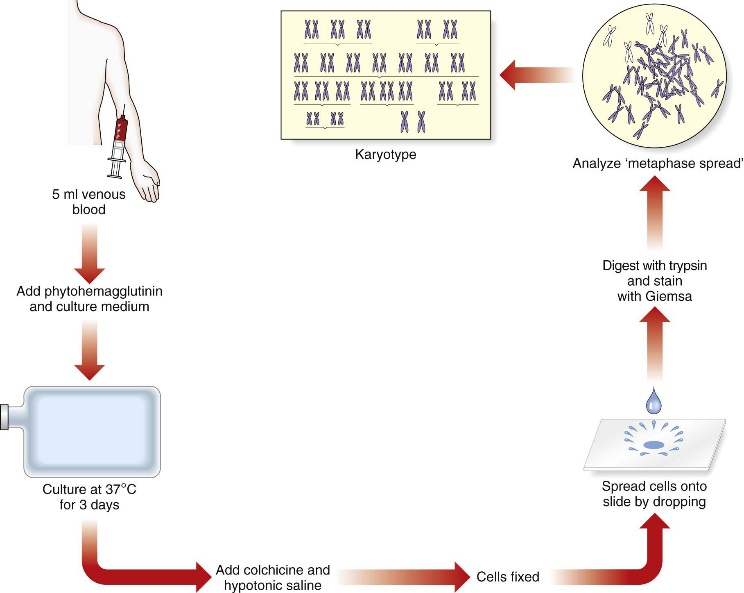 5 ml venous
blood
Add phytohemagglutinin
and culture medium
Culture at 37°C
for 3 days
Add colchicine and
hypotonic saline
Cells fixed
Spread cells onto
slide by dropping
Digest with trypsin
and stain
with Giemsa
Analyze ‘metaphase spread’
Karyotype